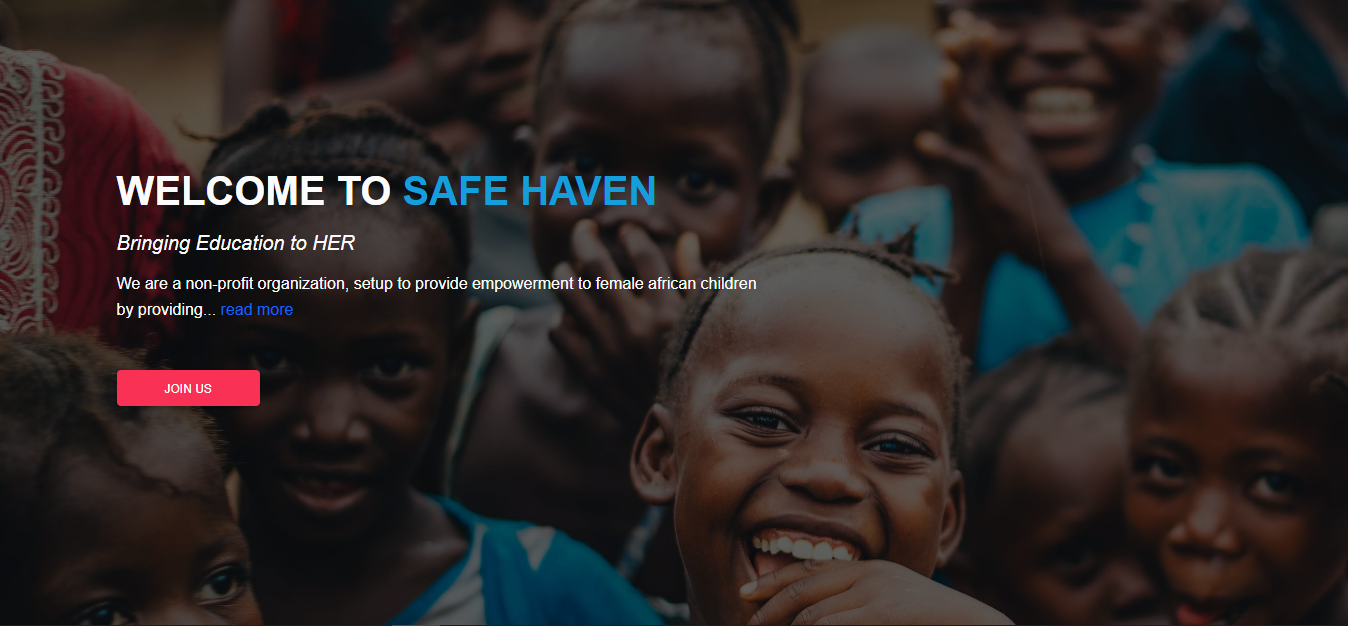 WELCOME TO SAFE HAVEN
Bringing Education to HER
We are a non-profit organization, setup to provide empowerment to female african children
by providing... read more
JOIN US